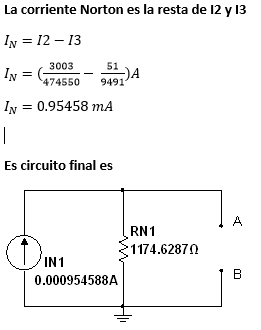 La corriente Norton es la resta de I2 y I3
I_N = I2 − I3
I_N = (3003/474550 − 51/9491)A
I_N = 0.95458 mA
Es circuito final es
A
RN1
1174.6287Ω
IN1
B
0.000954588A